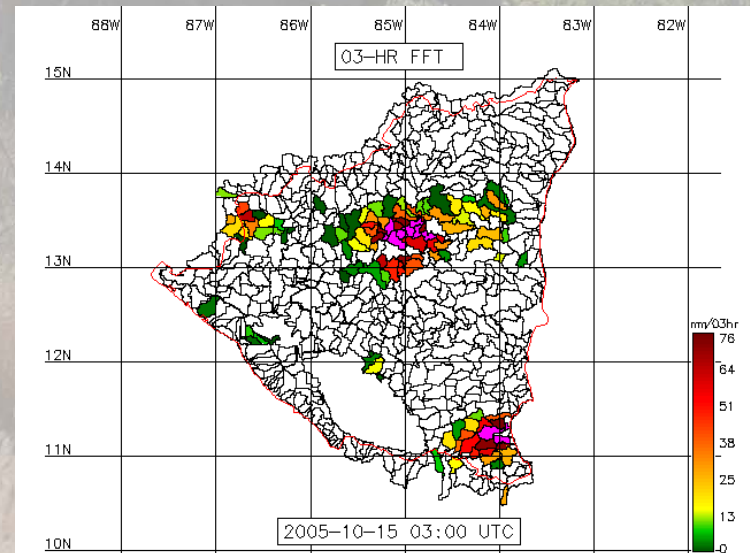 88W 87W 86W 85W 84W 83W 82W
03-HR FFT
15N
14N
13N
mm/03hr
76
12N
64
51
38
11N
25
13
2005-10-15 03:00 UTC
10N
0